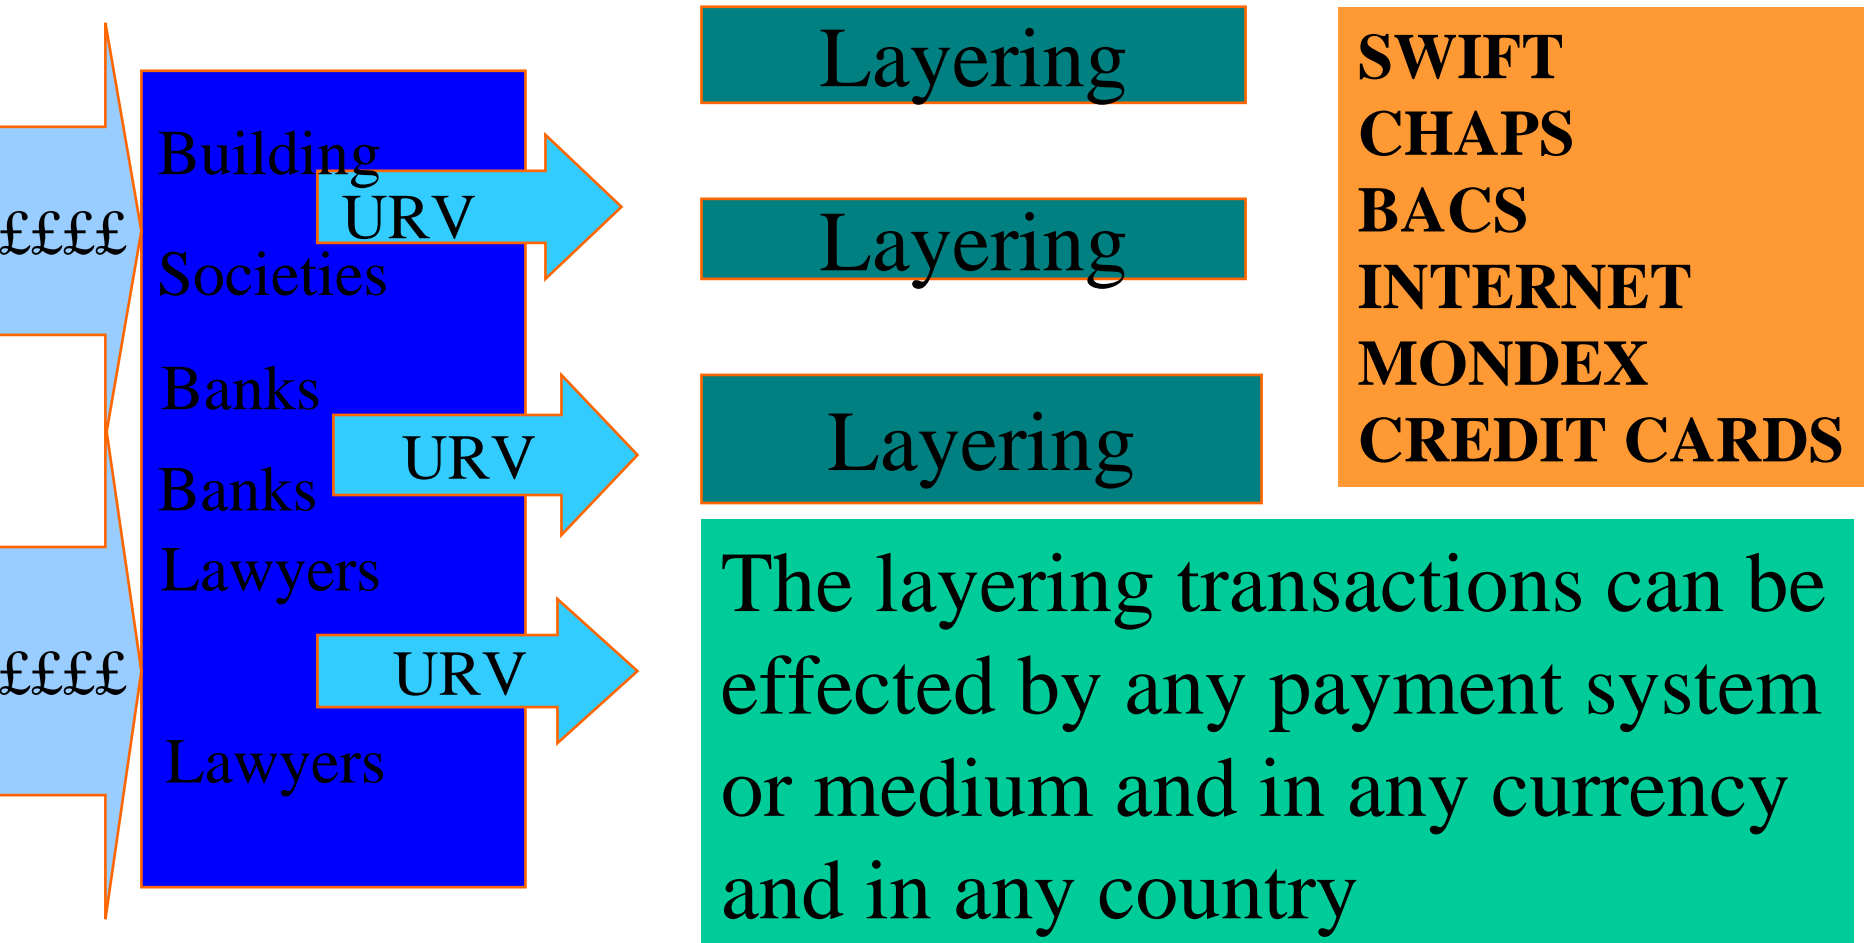 ££££
££££
Building
Societies
Banks
Banks
Lawyers
Lawyers
URV
URV
URV
Layering
Layering
Layering
SWIFT
CHAPS
BACS
INTERNET
MONDEX
CREDIT CARDS
The layering transactions can be
effected by any payment system
or medium and in any currency
and in any country